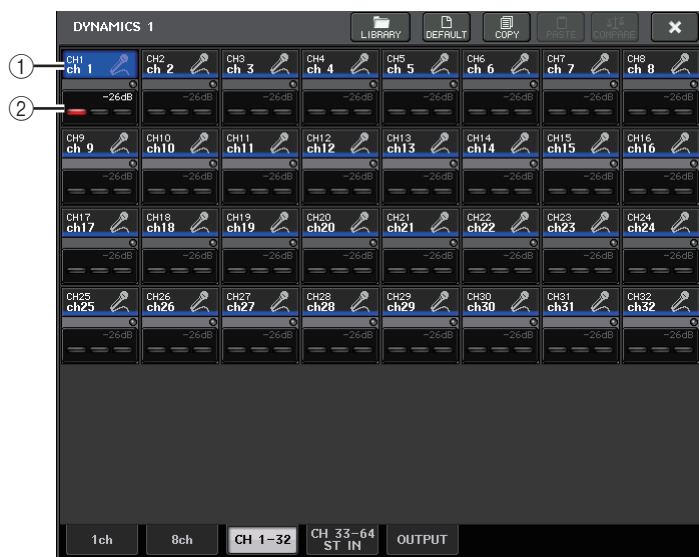 DYNAMICS 1
LIBRARY DEFAULT COPY PASTE COMPARE
①
CH1 CH2 CH3 CH4 CH5 CH6 CH7 CH8
ch 1 ch 2 ch 3 ch 4 ch 5 ch 6 ch 7 ch 8
②
-26dB -26dB -26dB -26dB -26dB -26dB -26dB -26dB
CH9 CH10 CH11 CH12 CH13 CH14 CH15 CH16
ch 9 ch10 ch11 ch12 ch13 ch14 ch15 ch16
-26dB -26dB -26dB -26dB -26dB -26dB -26dB -26dB
CH17 CH18 CH19 CH20 CH21 CH22 CH23 CH24
ch17 ch18 ch19 ch20 ch21 ch22 ch23 ch24
-26dB -26dB -26dB -26dB -26dB -26dB -26dB -26dB
CH25 CH26 CH27 CH28 CH29 CH30 CH31 CH32
ch25 ch26 ch27 ch28 ch29 ch30 ch31 ch32
-26dB -26dB -26dB -26dB -26dB -26dB -26dB -26dB
1ch 8ch CH 1-32 CH 33-64 OUTPUT
ST IN